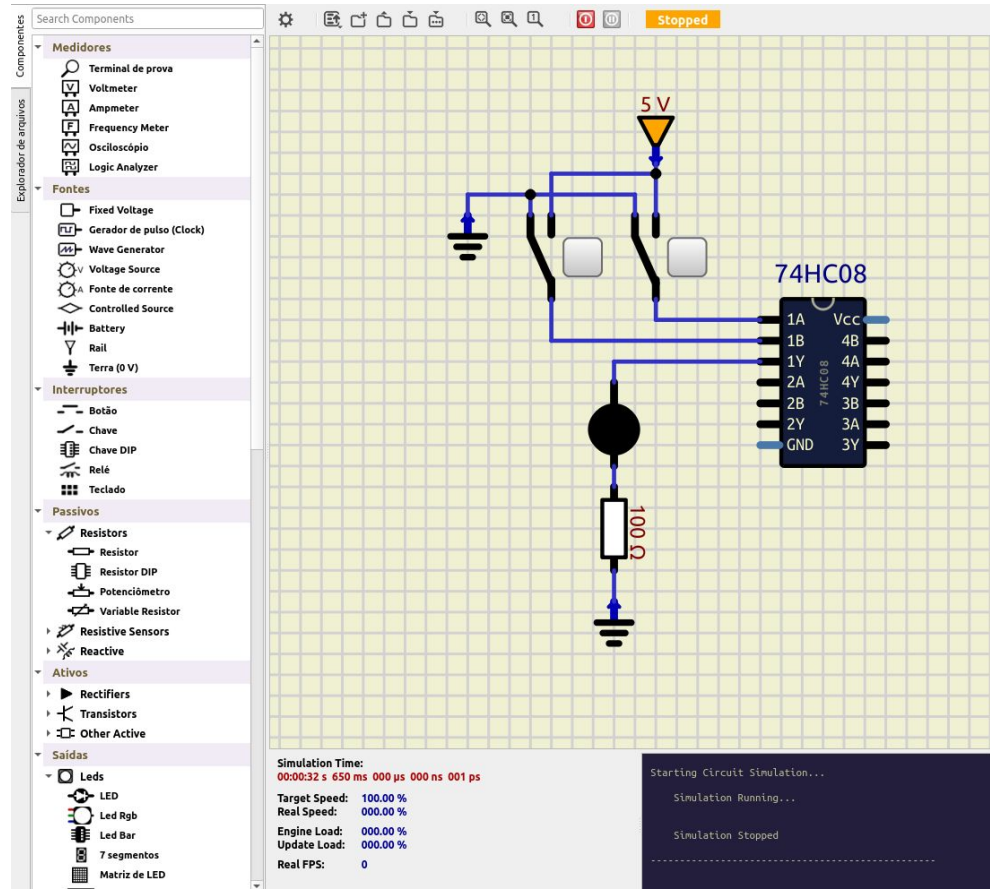 Search Components
Stopped
Componentes
Explorador de arquivos
Medidores
Terminal de prova
V Voltmeter
A Ampmeter
F Frequency Meter
Osciloscópio
Logic Analyzer
Fontes
Fixed Voltage
Gerador de pulso (Clock)
Wave Generator
V Voltage Source
A Fonte de corrente
Controlled Source
Battery
Rail
Terra (0 V)
Interruptores
Botão
Chave
Chave DIP
Relé
Teclado
Passivos
Resistors
Resistor
Resistor DIP
Potenciômetro
Variable Resistor
Resistive Sensors
Reactive
Ativos
Rectifiers
Transistors
Other Active
Saídas
Leds
LED
Led Rgb
Led Bar
7 segmentos
Matriz de LED
5 V
74HC08
1A Vcc
1B 4B
1Y 4A
2A 4Y
2B 3B
2Y 3A
GND 3Y
74HC08
100 Ω
Simulation Time:
00:00:32 s 650 ms 000 µs 000 ns 001 ps
Target Speed: 100.00 %
Real Speed: 000.00 %
Engine Load: 000.00 %
Update Load: 000.00 %
Real FPS: 0
Starting Circuit Simulation...
Simulation Running...
Simulation Stopped
--------------------------------------------------